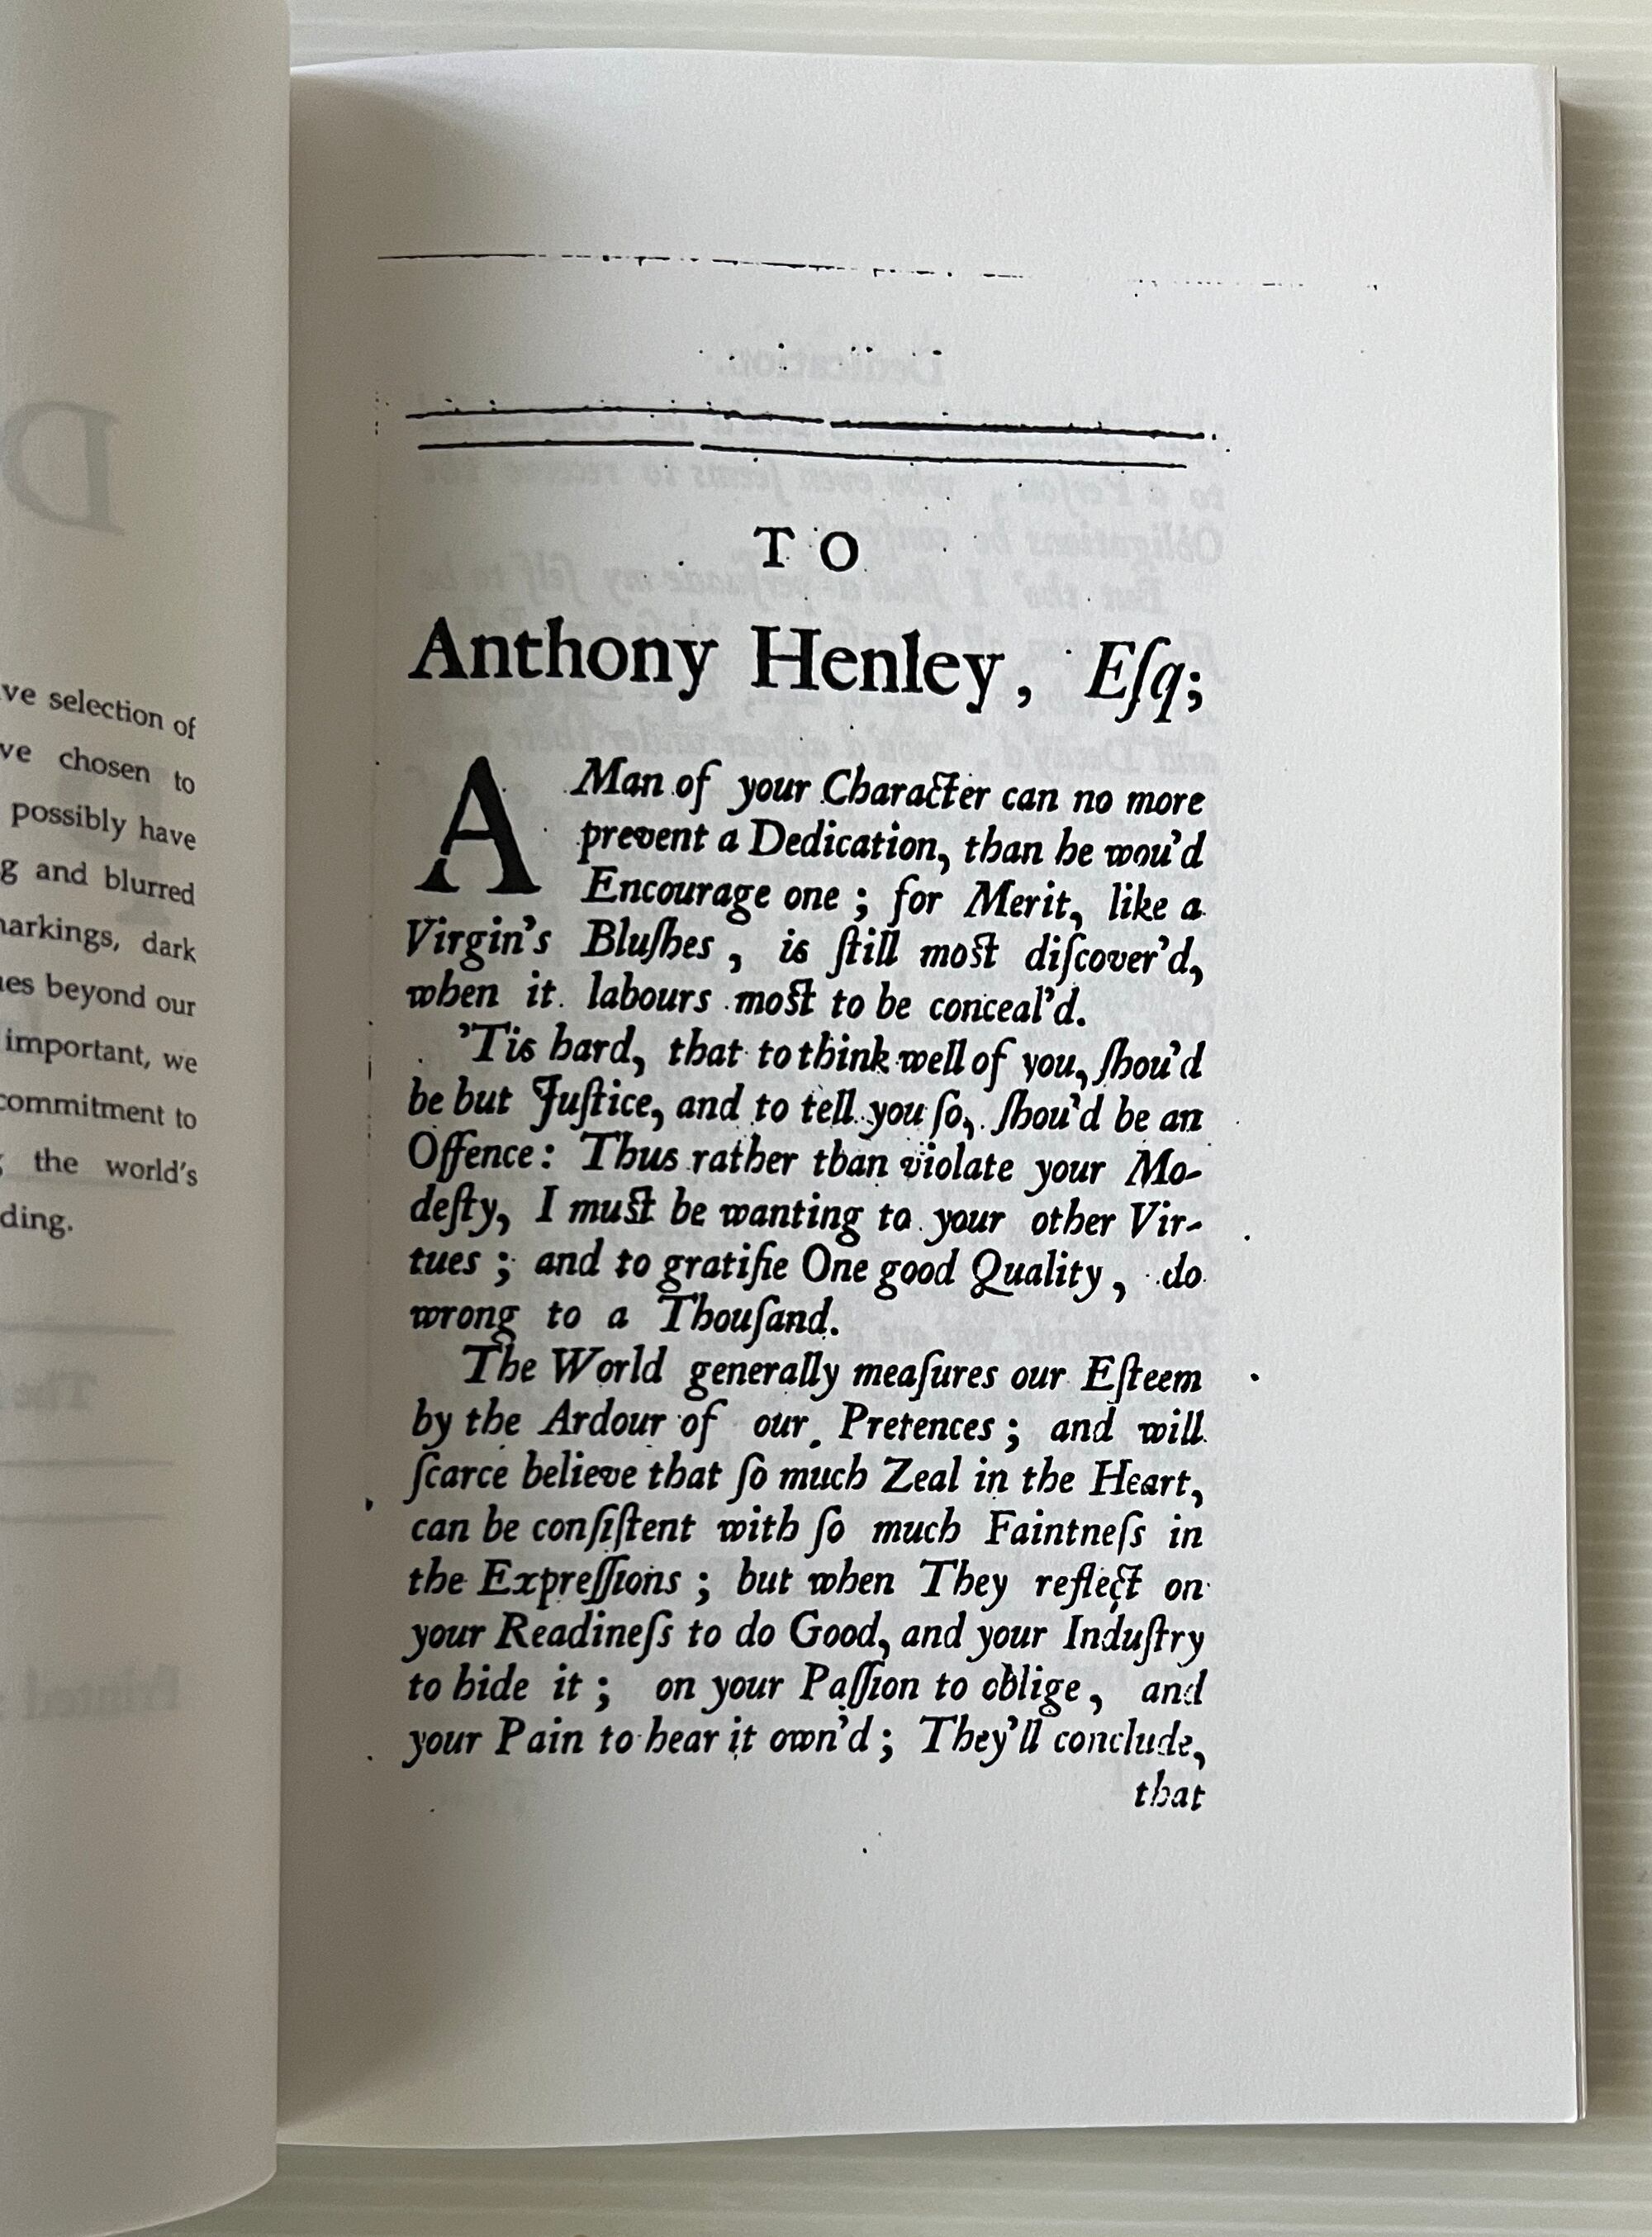 ve selection of
ve chosen to
possibly have
g and blurred
markings, dark
es beyond our
important, we
commitment to
the world's
ding.
TO
Anthony Henley, Eſq;
A Man of your Character can no more
prevent a Dedication, than he wou'd
Encourage one; for Merit, like a
Virgin's Bluſhes, is ſtill moſt diſcover'd,
when it labours moſt to be conceal'd.
'Tis hard, that to think well of you, ſhou'd
be but Juſtice, and to tell you ſo, ſhou'd be an
Offence: Thus rather than violate your Mo-
deſty, I muſt be wanting to your other Vir-
tues; and to gratifie One good Quality, do
wrong to a Thouſand.
The World generally meaſures our Eſteem
by the Ardour of our Pretences; and will
ſcarce believe that ſo much Zeal in the Heart,
can be conſiſtent with ſo much Faintneſs in
the Expreſſions; but when They reflect on
your Readineſs to do Good, and your Induſtry
to hide it; on your Paſſion to oblige, and
your Pain to hear it own'd; They'll conclude,
that